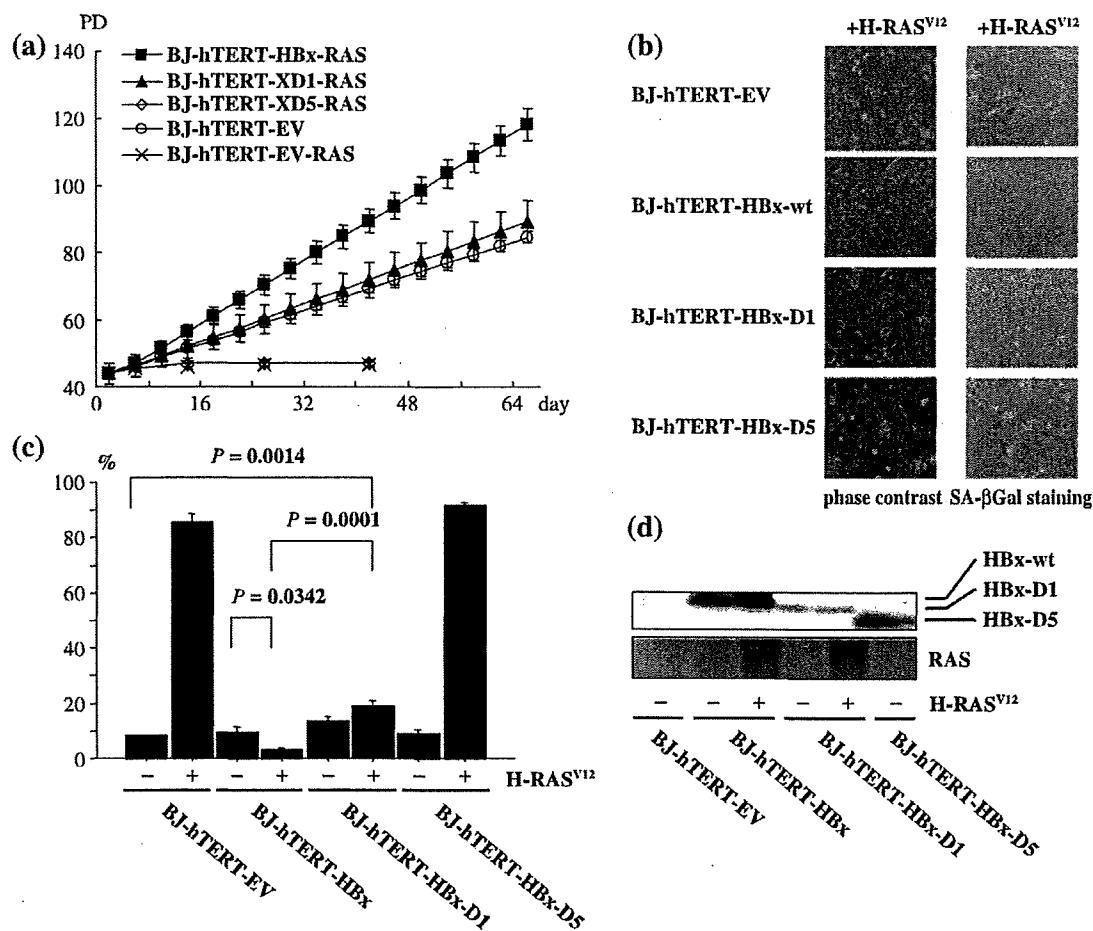 (a)
PD
140
120
100
80
60
40
0
16
32
48
64
day
BJ-hTERT-HBx-RAS
BJ-hTERT-XD1-RAS
BJ-hTERT-XD5-RAS
BJ-hTERT-EV
BJ-hTERT-EV-RAS
(b)
+H-RASV12 +H-RASV12
BJ-hTERT-EV
BJ-hTERT-HBx-wt
BJ-hTERT-HBx-D1
BJ-hTERT-HBx-D5
phase contrast SA-βGal staining
(c)
%
100
80
60
40
20
0
P = 0.0014
P = 0.0001
P = 0.0342
− + − + − + − + H-RASV12
BJ-hTERT-EV
BJ-hTERT-HBx
BJ-hTERT-HBx-D1
BJ-hTERT-HBx-D5
(d)
HBx-wt
HBx-D1
HBx-D5
RAS
− − + − + − H-RASV12
BJ-hTERT-EV
BJ-hTERT-HBx
BJ-hTERT-HBx-D1
BJ-hTERT-HBx-D5